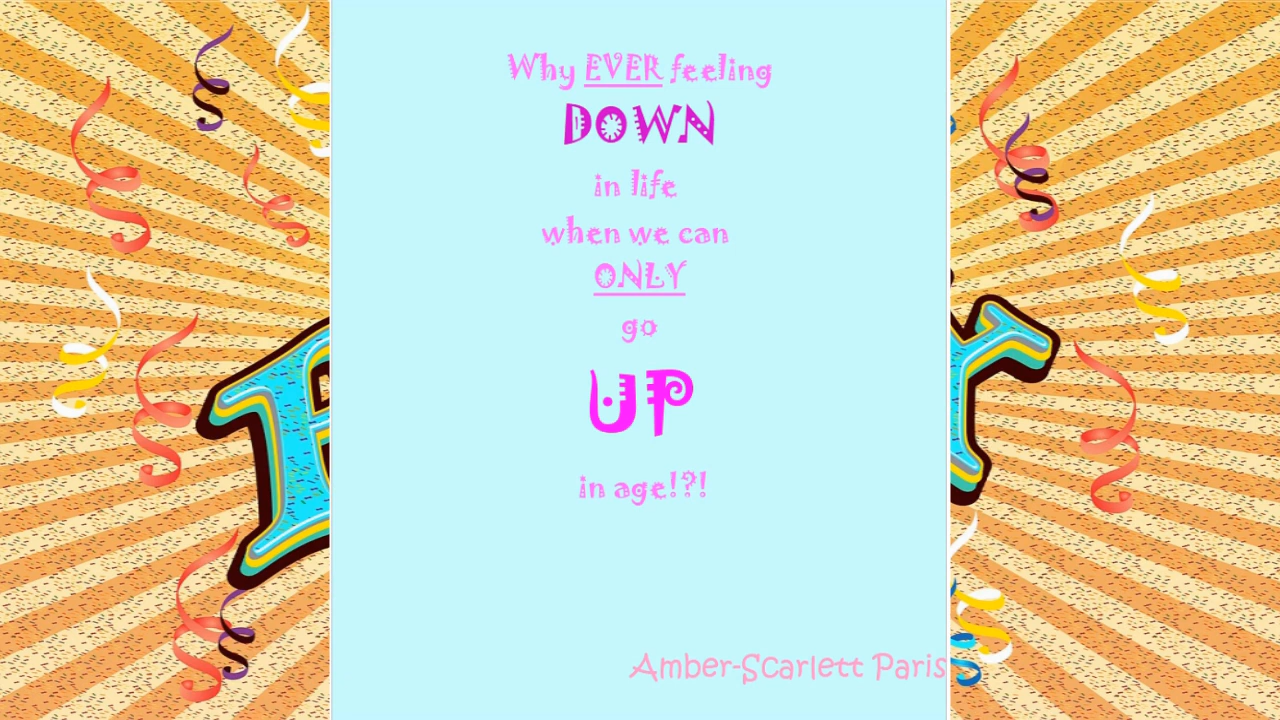 Why EVER feeling
DOWN
in life
when we can
ONLY
go
UP
in age!?!
Y
Amber-Scarlett Paris